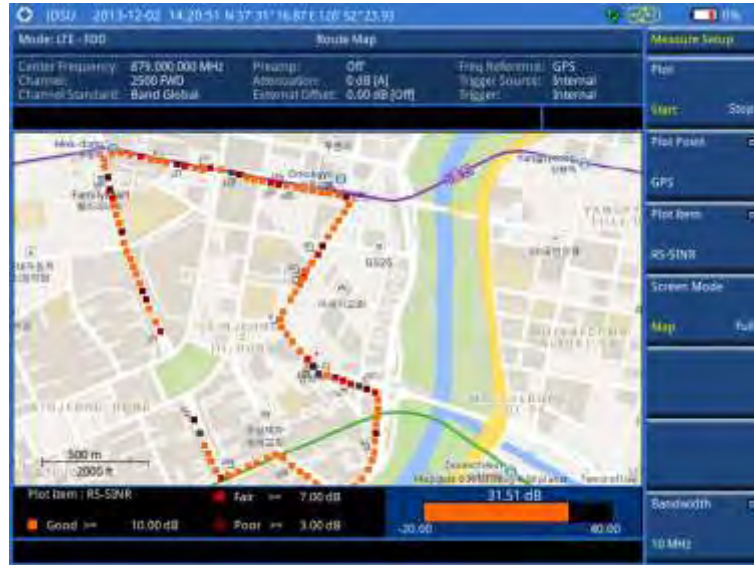 JDSU 2013-12-02 14:20:51 N 37° 31' 16.87 E 126° 52' 23.93
0%
Mode: LTE - FDD
Route Map
Measure Setup
Center Frequency: 879.000 000 MHz
Preamp: Off
Freq Reference: GPS
Channel: 2500 FWD
Attenuation: 0 dB [A]
Trigger Source: Internal
Channel Standard: Band Global
External Offset: 0.00 dB [Off]
Trigger: Internal
Plot
Start Stop
Plot Point
GPS
Plot Item
RS-SINR
Screen Mode
Map Full
Omokgyo
GS25
500 m
2000 ft
Plot Item : RS-SINR
Fair >= 7.00 dB
31.51 dB
Good >= 10.00 dB
Poor >= 3.00 dB
-20.00
40.00
Bandwidth
10 MHz